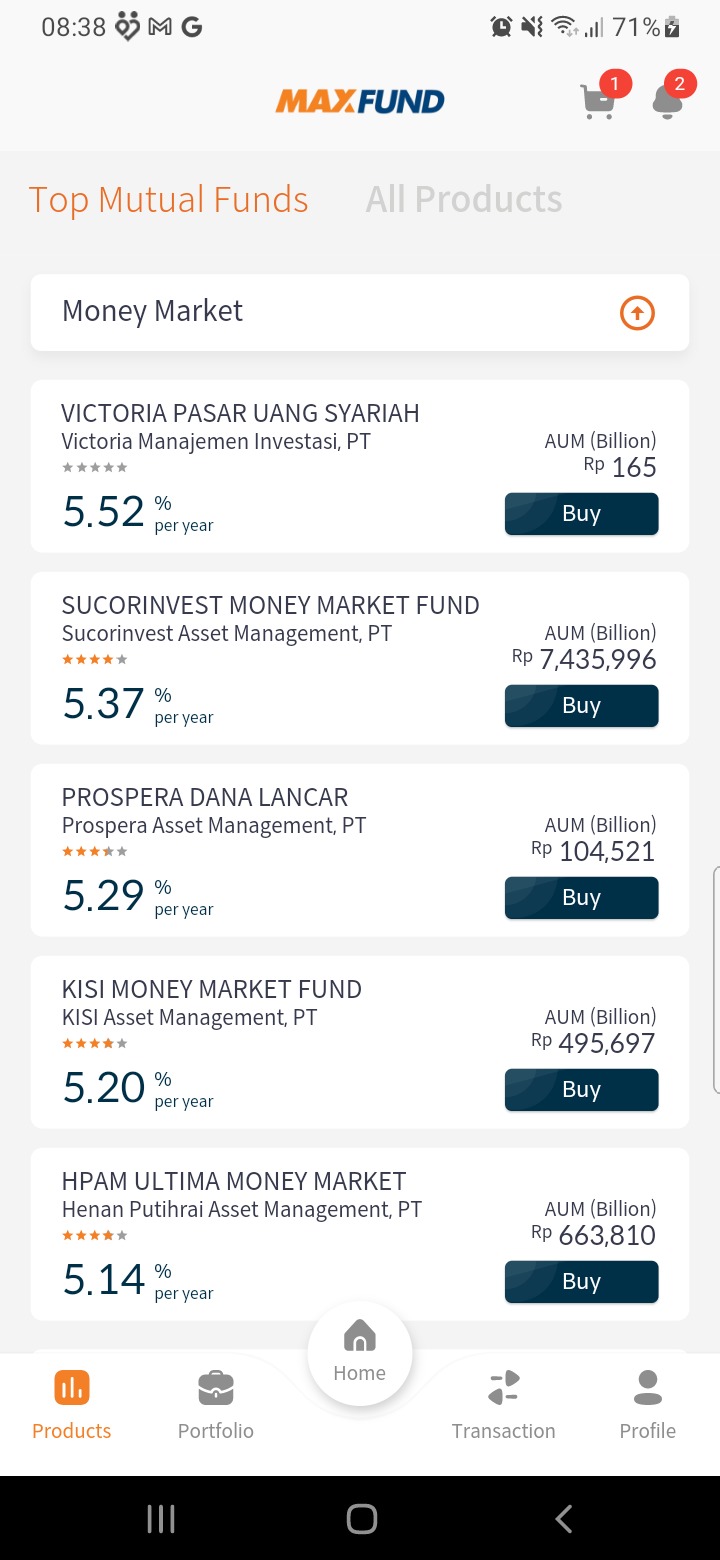 08:38
71%
MAXFUND
1
2
Top Mutual Funds
All Products
Money Market
VICTORIA PASAR UANG SYARIAH
Victoria Manajemen Investasi, PT
AUM (Billion)
Rp 165
5.52 % per year
Buy
SUCORINVEST MONEY MARKET FUND
Sucorinvest Asset Management, PT
AUM (Billion)
Rp 7,435,996
5.37 % per year
Buy
PROSPERA DANA LANCAR
Prospera Asset Management, PT
AUM (Billion)
Rp 104,521
5.29 % per year
Buy
KISI MONEY MARKET FUND
KISI Asset Management, PT
AUM (Billion)
Rp 495,697
5.20 % per year
Buy
HPAM ULTIMA MONEY MARKET
Henan Putihrai Asset Management, PT
AUM (Billion)
Rp 663,810
5.14 % per year
Buy
Products
Portfolio
Home
Transaction
Profile